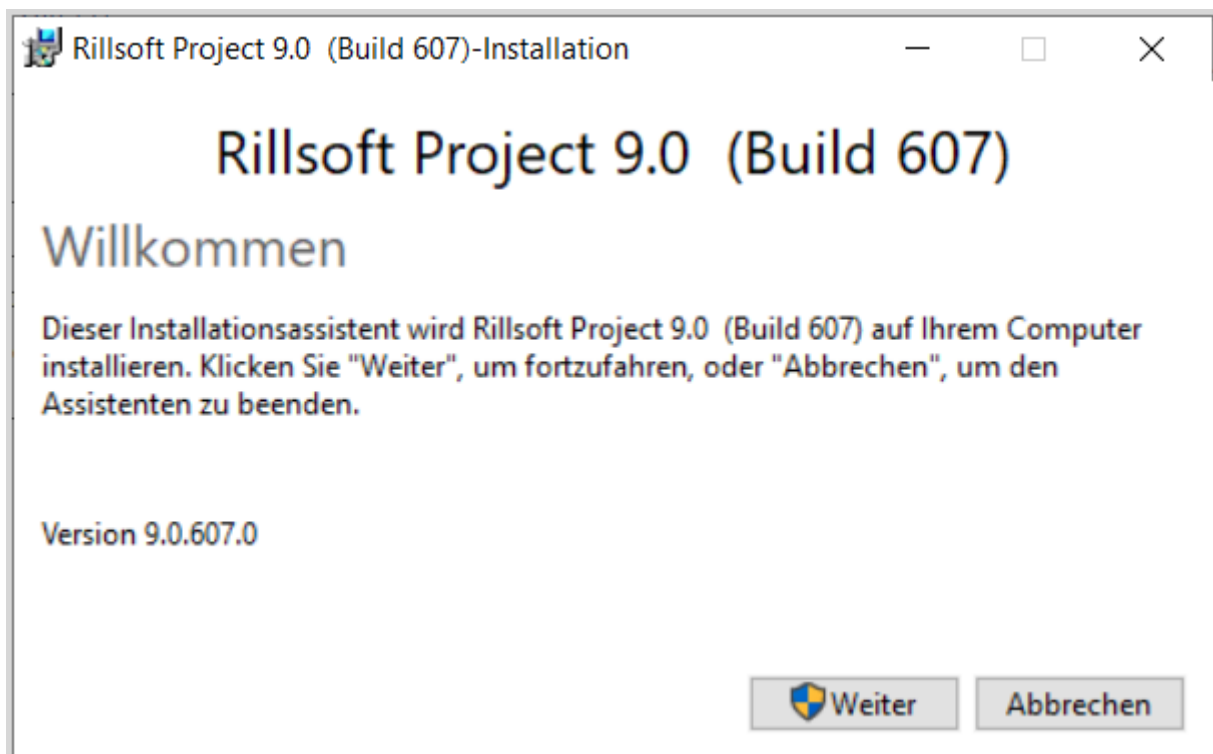 Rillsoft Project 9.0  (Build 607)-Installation
Rillsoft Project 9.0  (Build 607)
Willkommen
Dieser Installationsassistent wird Rillsoft Project 9.0  (Build 607) auf Ihrem Computer
installieren. Klicken Sie "Weiter", um fortzufahren, oder "Abbrechen", um den
Assistenten zu beenden.
Version 9.0.607.0
Weiter
Abbrechen